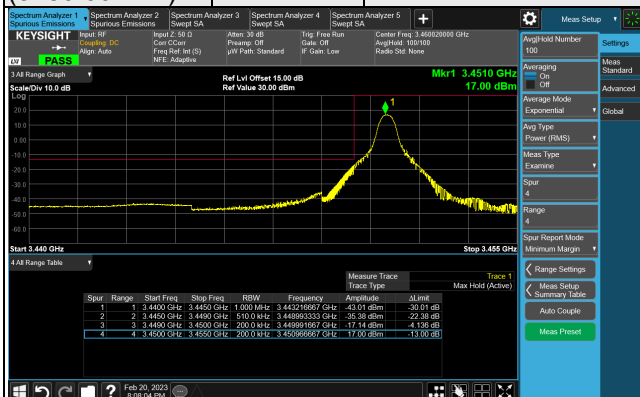 Spectrum Analyzer 1
Spurious Emissions
Spectrum Analyzer 2
Spurious Emissions
Spectrum Analyzer 3
Swept SA
Spectrum Analyzer 4
Swept SA
Spectrum Analyzer 5
Swept SA
+
Meas Setup
KEYSIGHT
LXI
PASS
Input: RF
Coupling: DC
Align: Auto
Input Z: 50 Ω
Corr CCorr
Freq Ref: Int (S)
NFE: Adaptive
Atten: 30 dB
Preamp: Off
µW Path: Standard
Trig: Free Run
Gate: Off
IF Gain: Low
Center Freq: 3.460020000 GHz
Avg|Hold: 100/100
Radio Std: None
3 All Range Graph
Scale/Div 10.0 dB
Ref Lvl Offset 15.00 dB
Ref Value 30.00 dBm
Mkr1 3.4510 GHz
17.00 dBm
Log
20.0
10.0
0.00
-10.0
-20.0
-30.0
-40.0
-50.0
-60.0
1
Start 3.440 GHz
Stop 3.455 GHz
4 All Range Table
Measure Trace Trace 1
Trace Type Max Hold (Active)
Spur Range Start Freq Stop Freq RBW Frequency Amplitude ΔLimit
1 1 3.4400 GHz 3.4450 GHz 1.000 MHz 3.443216667 GHz -43.01 dBm -30.01 dB
2 2 3.4450 GHz 3.4490 GHz 510.0 kHz 3.448993333 GHz -35.38 dBm -22.38 dB
3 3 3.4490 GHz 3.4500 GHz 200.0 kHz 3.449991667 GHz -17.14 dBm -4.136 dB
4 4 3.4500 GHz 3.4550 GHz 200.0 kHz 3.450966667 GHz 17.00 dBm -13.00 dB
Feb 20, 2023
8:08:04 PM
Avg|Hold Number
100
Averaging
On
Off
Average Mode
Exponential
Avg Type
Power (RMS)
Meas Type
Examine
Spur
4
Range
4
Spur Report Mode
Minimum Margin
Range Settings
Meas Setup
Summary Table
Auto Couple
Meas Preset
Settings
Meas
Standard
Advanced
Global